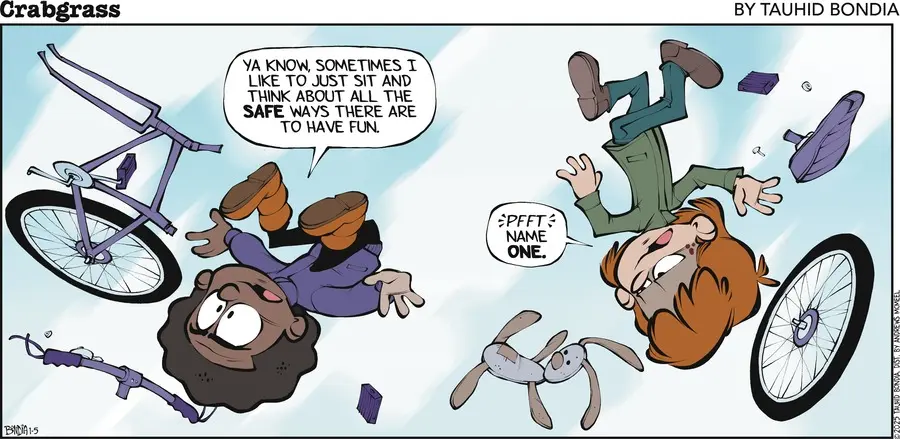 Crabgrass
BY TAUHID BONDIA
YA KNOW, SOMETIMES I
LIKE TO JUST SIT AND
THINK ABOUT ALL THE
SAFE WAYS THERE ARE
TO HAVE FUN.
PFFT
NAME
ONE.
BONDIA 1-5
©2025 TAUHID BONDIA. DIST. BY ANDREWS MCMEEL